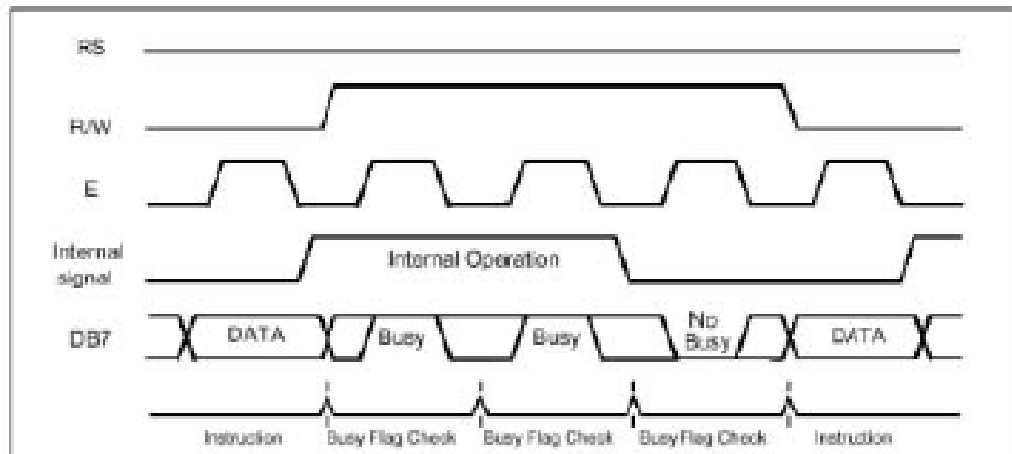 RS
R/W
E
Internal
signal
Internal Operation
DB7
DATA
Busy
Busy
No
Busy
DATA
Instruction
Busy Flag Check
Busy Flag Check
Busy Flag Check
Instruction